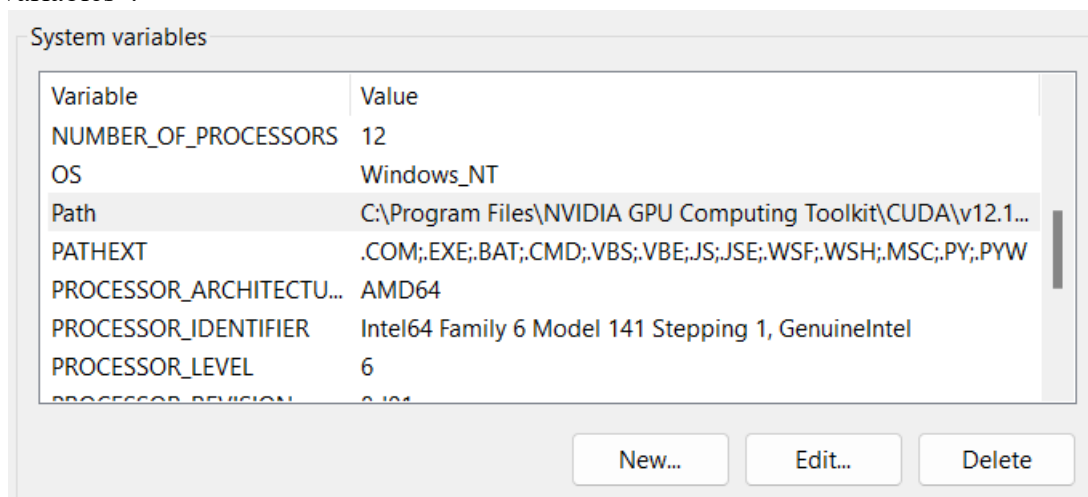 System variables
Variable Value
NUMBER_OF_PROCESSORS 12
OS Windows_NT
Path C:\Program Files\NVIDIA GPU Computing Toolkit\CUDA\v12.1...
PATHEXT .COM;.EXE;.BAT;.CMD;.VBS;.VBE;.JS;.JSE;.WSF;.WSH;.MSC;.PY;.PYW
PROCESSOR_ARCHITECTU... AMD64
PROCESSOR_IDENTIFIER Intel64 Family 6 Model 141 Stepping 1, GenuineIntel
PROCESSOR_LEVEL 6
New... Edit... Delete